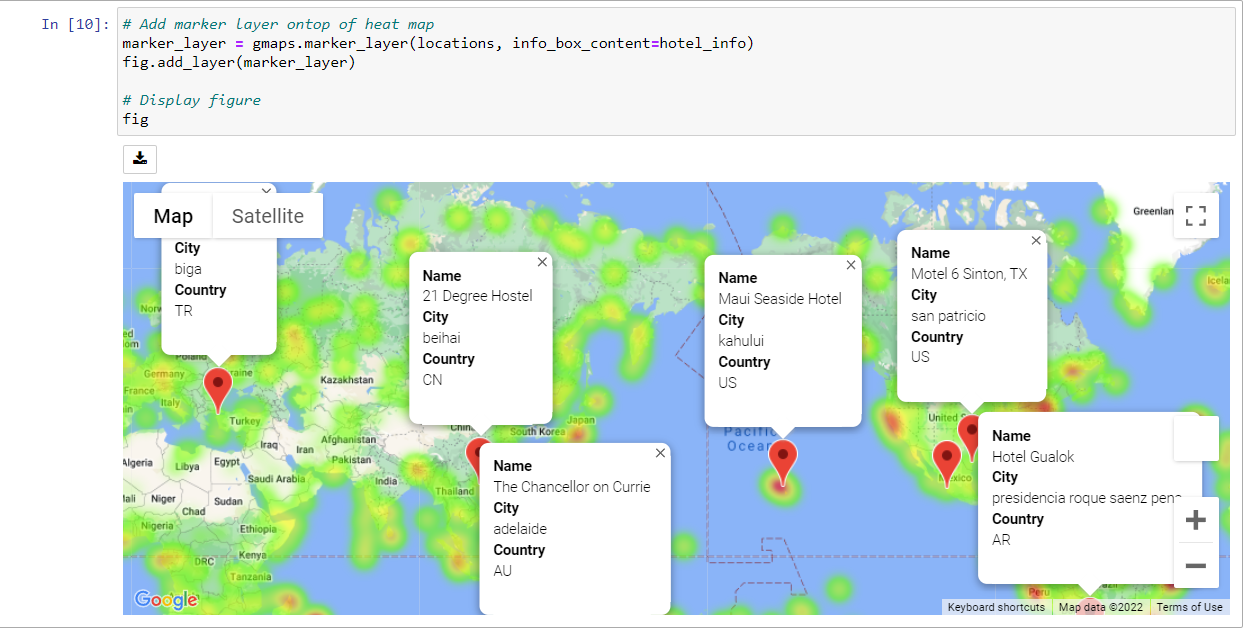 In [10]:
# Add marker layer ontop of heat map
marker_layer = gmaps.marker_layer(locations, info_box_content=hotel_info)
fig.add_layer(marker_layer)
# Display figure
fig
Map
Satellite
City
biga
Country
TR
Name
21 Degree Hostel
City
beihai
Country
CN
Name
The Chancellor on Currie
City
adelaide
Country
AU
Name
Maui Seaside Hotel
City
kahului
Country
US
Name
Motel 6 Sinton, TX
City
san patricio
Country
US
Name
Hotel Gualok
City
presidencia roque saenz pena
Country
AR
Greenlan
Poland
Germany
France
Italy
Turkey
Kazakhstan
Afghanistan
Iraq
Iran
Pakistan
Algeria
Libya
Egypt
Saudi Arabia
India
Thailand
South Korea
Japan
Niger
Chad
Sudan
Nigeria
Ethiopia
DRC
Kenya
Tanzania
Pacific
Ocean
Mexico
Peru
Google
Keyboard shortcuts
Map data ©2022
Terms of Use